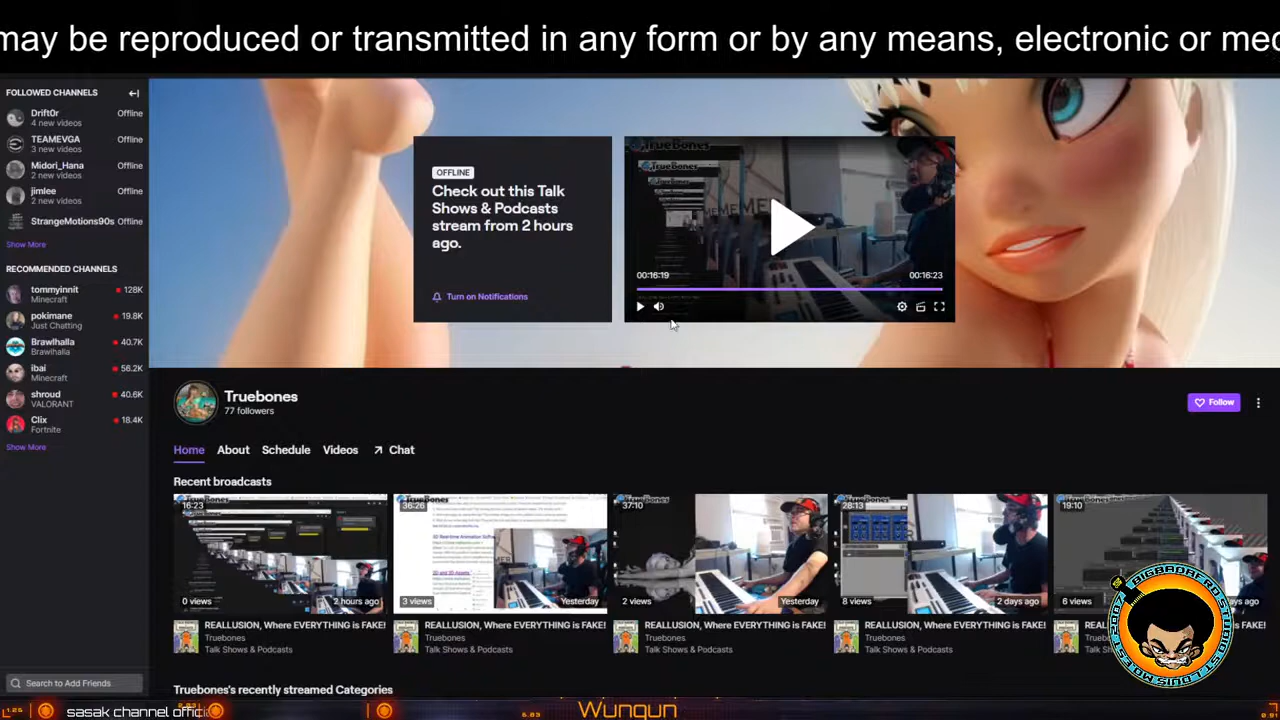 may be reproduced or transmitted in any form or by any means, electronic or mec
FOLLOWED CHANNELS
Drift0r
Offline
4 new videos
TEAMEVGA
Offline
3 new videos
Midori_Hana
Offline
2 new videos
jimlee
Offline
2 new videos
StrangeMotions90s
Offline
Show More
RECOMMENDED CHANNELS
tommyinnit
128K
Minecraft
pokimane
19.8K
Just Chatting
Brawlhalla
40.7K
Brawlhalla
ibai
56.2K
Minecraft
shroud
40.6K
VALORANT
Clix
18.4K
Fortnite
Show More
Search to Add Friends
OFFLINE
Check out this Talk
Shows & Podcasts
stream from 2 hours
ago.
Turn on Notifications
TrueBones
00:16:19
00:16:23
Truebones
77 followers
Follow
Home
About
Schedule
Videos
Chat
Recent broadcasts
16:23
0 views
2 hours ago
REALLUSION, Where EVERYTHING is FAKE!
Truebones
Talk Shows & Podcasts
36:26
3 views
Yesterday
REALLUSION, Where EVERYTHING is FAKE!
Truebones
Talk Shows & Podcasts
37:10
2 views
Yesterday
REALLUSION, Where EVERYTHING is FAKE!
Truebones
Talk Shows & Podcasts
28:13
8 views
2 days ago
REALLUSION, Where EVERYTHING is FAKE!
Truebones
Talk Shows & Podcasts
19:10
6 views
Truebones's recently streamed Categories
sasak channel offici
Wunqun